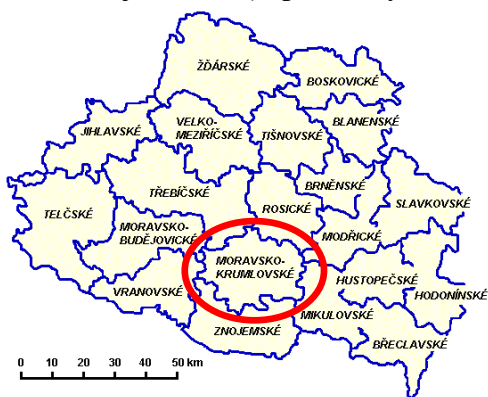 ŽĎÁRSKÉ
BOSKOVICKÉ
JIHLAVSKÉ
VELKO-
MEZIŘÍČSKÉ
TIŠNOVSKÉ
BLANENSKÉ
TELČSKÉ
TŘEBÍČSKÉ
ROSICKÉ
BRNĚNSKÉ
SLAVKOVSKÉ
MORAVSKO-
BUDĚJOVICKÉ
MODŘICKÉ
MORAVSKO-
KRUMLOVSKÉ
VRANOVSKÉ
HUSTOPEČSKÉ
HODONÍNSKÉ
ZNOJEMSKÉ
MIKULOVSKÉ
BŘECLAVSKÉ
0 10 20 30 40 50 km